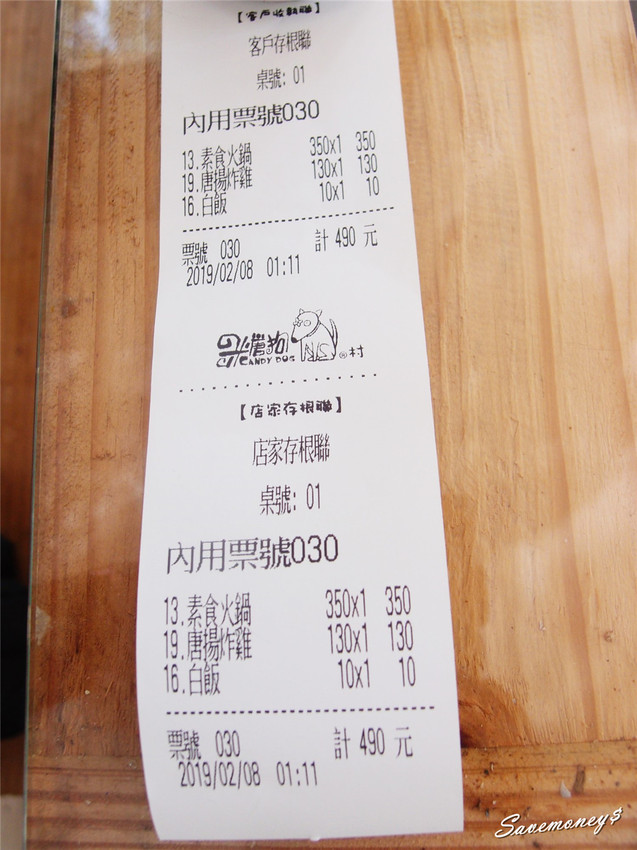 客戶存根聯
桌號: 01
內用票號030
13.素食火鍋 350x1 350
19.唐揚炸雞 130x1 130
16.白飯 10x1 10
票號 030 計 490 元
2019/02/08 01:11
CANDY DOG ®村
【店家存根聯】
店家存根聯
桌號: 01
內用票號030
13.素食火鍋 350x1 350
19.唐揚炸雞 130x1 130
16.白飯 10x1 10
票號 030 計 490 元
2019/02/08 01:11
Savemoney$